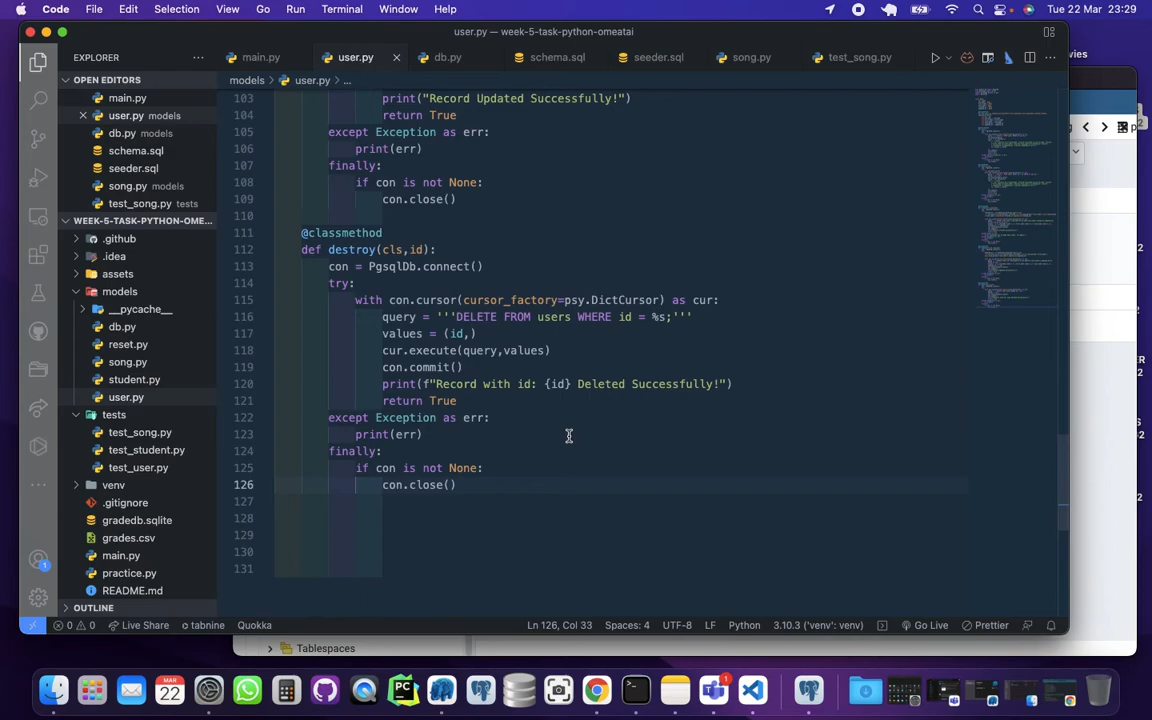 Code File Edit Selection View Go Run Terminal Window Help
Tue 22 Mar 23:29
user.py — week-5-task-python-omeatai
EXPLORER
main.py user.py db.py schema.sql seeder.sql song.py test_song.py
models > user.py > ...
OPEN EDITORS
main.py
user.py models
db.py models
schema.sql
seeder.sql
song.py models
test_song.py tests
WEEK-5-TASK-PYTHON-OME...
.github
.idea
assets
models
__pycache__
db.py
reset.py
song.py
student.py
user.py
tests
test_song.py
test_student.py
test_user.py
venv
.gitignore
gradedb.sqlite
grades.csv
main.py
practice.py
README.md
OUTLINE
103 print("Record Updated Successfully!")
104 return True
105 except Exception as err:
106 print(err)
107 finally:
108 if con is not None:
109 con.close()
110
111 @classmethod
112 def destroy(cls,id):
113 con = PgsqlDb.connect()
114 try:
115 with con.cursor(cursor_factory=psy.DictCursor) as cur:
116 query = '''DELETE FROM users WHERE id = %s;'''
117 values = (id,)
118 cur.execute(query,values)
119 con.commit()
120 print(f"Record with id: {id} Deleted Successfully!")
121 return True
122 except Exception as err:
123 print(err)
124 finally:
125 if con is not None:
126 con.close()
127
128
129
130
131
0 0 Live Share tabnine Quokka Ln 126, Col 33 Spaces: 4 UTF-8 LF Python 3.10.3 ('venv': venv) Go Live Prettier
Tablespaces
MAR
22
1